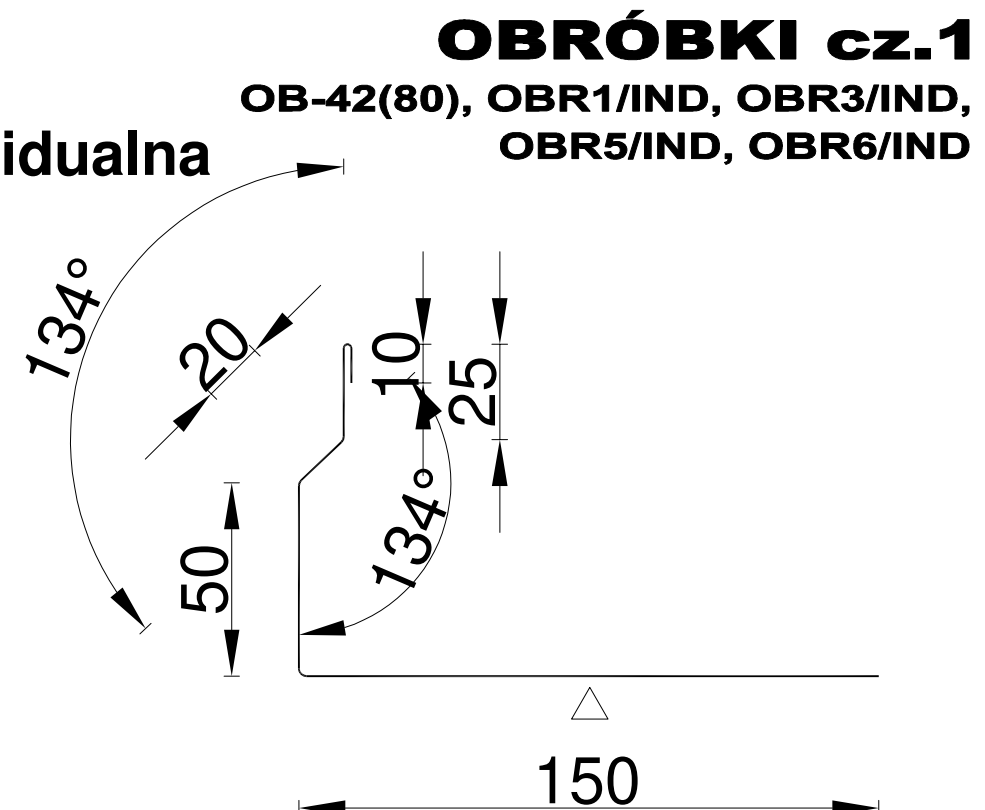 OBRÓBKI cz.1
OB-42(80), OBR1/IND, OBR3/IND,
OBR5/IND, OBR6/IND
idualna
134°
20
10
25
134°
50
150